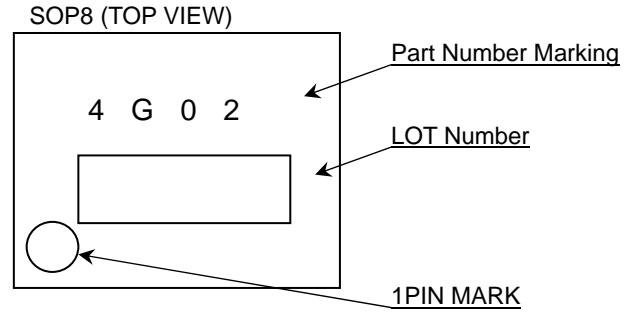 SOP8 (TOP VIEW)
Part Number Marking
4 G 0 2
LOT Number
1PIN MARK